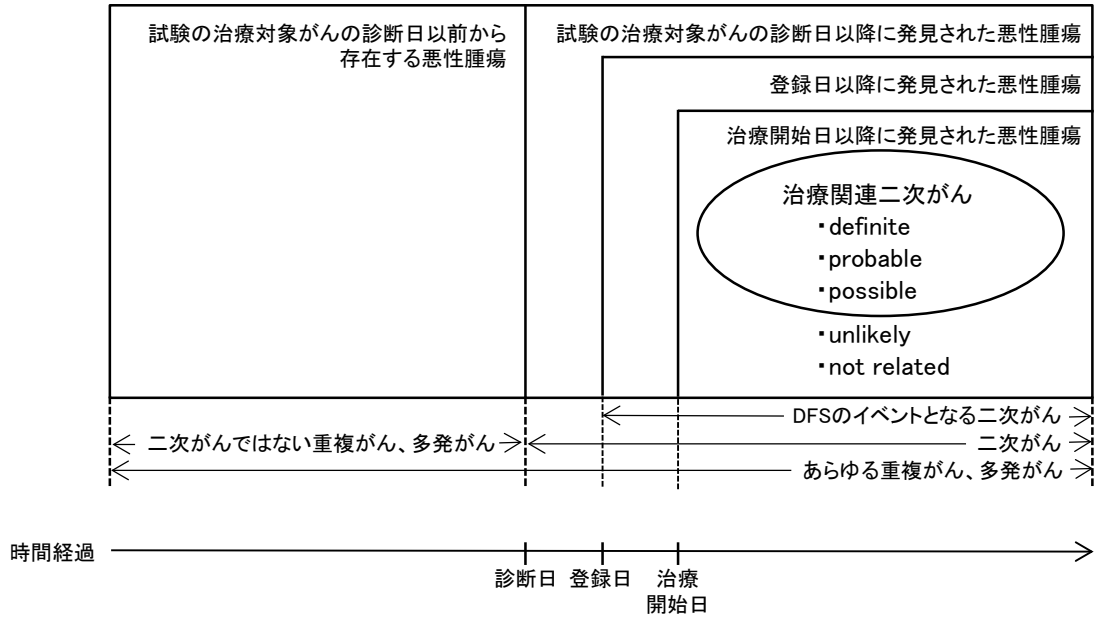 試験の治療対象がんの診断日以前から
存在する悪性腫瘍
試験の治療対象がんの診断日以降に発見された悪性腫瘍
登録日以降に発見された悪性腫瘍
治療開始日以降に発見された悪性腫瘍
治療関連二次がん
・definite
・probable
・possible
・unlikely
・not related
DFSのイベントとなる二次がん
二次がんではない重複がん、多発がん
二次がん
あらゆる重複がん、多発がん
時間経過
診断日
登録日
治療
開始日